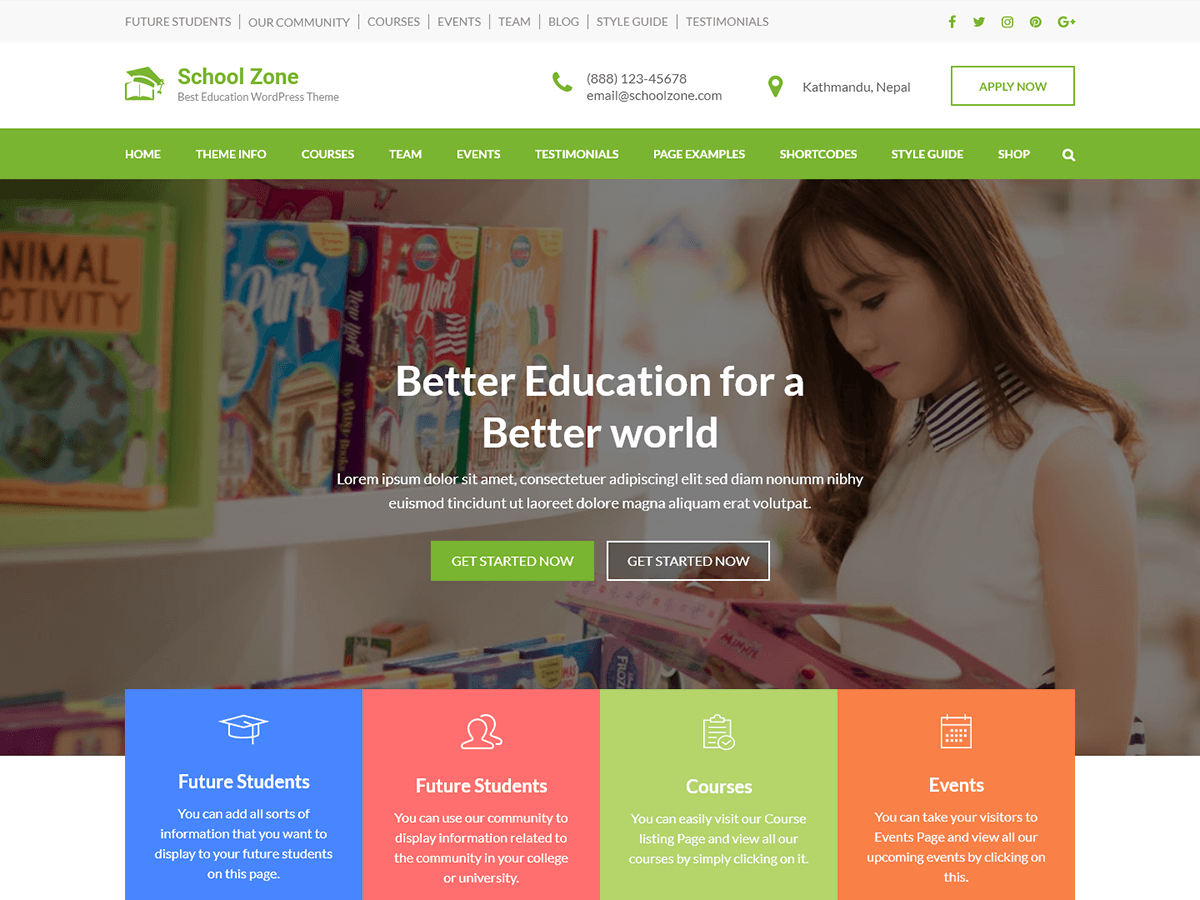 FUTURE STUDENTS | OUR COMMUNITY | COURSES | EVENTS | TEAM | BLOG | STYLE GUIDE | TESTIMONIALS
School Zone
Best Education WordPress Theme
(888) 123-45678
email@schoolzone.com
Kathmandu, Nepal
APPLY NOW
HOME THEME INFO COURSES TEAM EVENTS TESTIMONIALS PAGE EXAMPLES SHORTCODES STYLE GUIDE SHOP
ANIMAL
ACTIVITY
Paris
New York
Rome
Better Education for a
Better world
Lorem ipsum dolor sit amet, consectetuer adipiscingl elit sed diam nonumm nibhy
euismod tincidunt ut laoreet dolore magna aliquam erat volutpat.
GET STARTED NOW
GET STARTED NOW
MINNIE
Future Students
You can add all sorts of
information that you want to
display to your future students
on this page.
Future Students
You can use our community to
display information related to
the community in your college
or university.
Courses
You can easily visit our Course
listing Page and view all our
courses by simply clicking on it.
Events
You can take your visitors to
Events Page and view all our
upcoming events by clicking on
this.